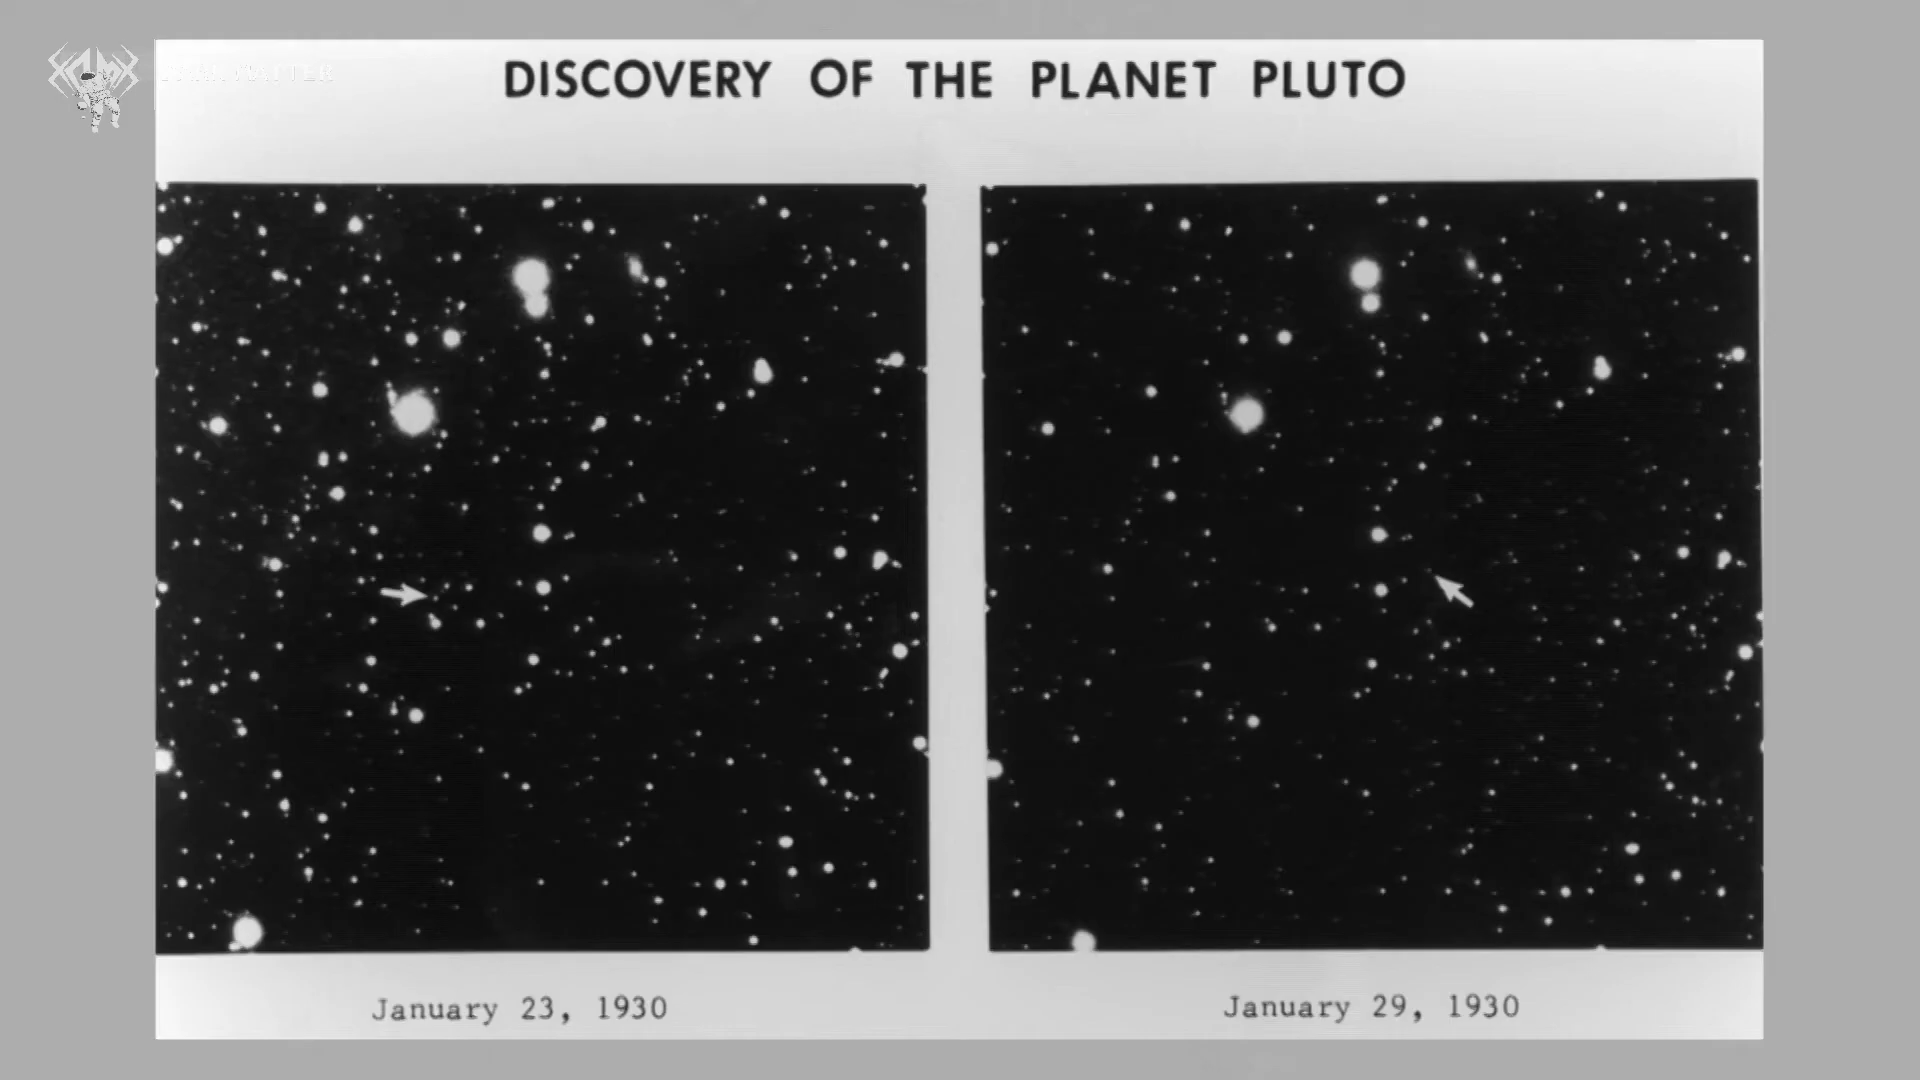 DISCOVERY OF THE PLANET PLUTO
January 23, 1930
January 29, 1930